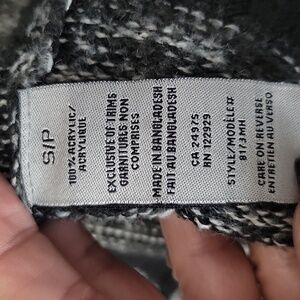 S/P
100% ACRYLIC/
ACRYLIQUE
EXCLUSIVE OF TRIMS
GARNITURES NON
COMPRISES
MADE IN BANGLADESH
FAIT AU BANGLADESH
CA 24975
RN 122929
STYLE/MODÈLE#
8173MH
CARE ON REVERSE
ENTRETIEN AU VERSO